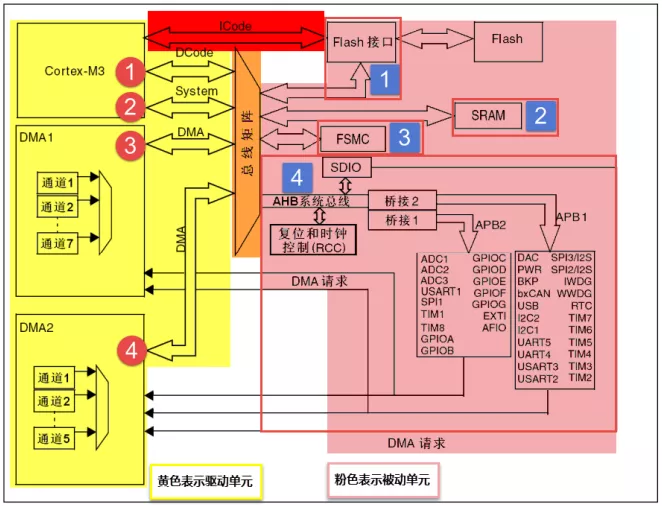 ICode
Flash 接口
Flash
Cortex-M3
DCode
1
System
2
1
SRAM
2
总线矩阵
FSMC
3
DMA1
3
DMA
通道1
通道2
通道7
4
SDIO
AHB系统总线
桥接2
桥接1
APB2
APB1
复位和时钟
控制(RCC)
DMA
DMA 请求
ADC1
ADC2
ADC3
USART1
SPI1
TIM1
TIM8
GPIOA
GPIOB
GPIOC
GPIOD
GPIOE
GPIOF
GPIOG
EXTI
AFIO
DAC
PWR
BKP
bxCAN
USB
I2C2
I2C1
UART5
UART4
USART3
USART2
SPI3/I2S
SPI2/I2S
IWDG
WWDG
RTC
TIM7
TIM6
TIM5
TIM4
TIM3
TIM2
DMA2
4
通道1
通道2
通道5
DMA 请求
黄色表示驱动单元
粉色表示被动单元